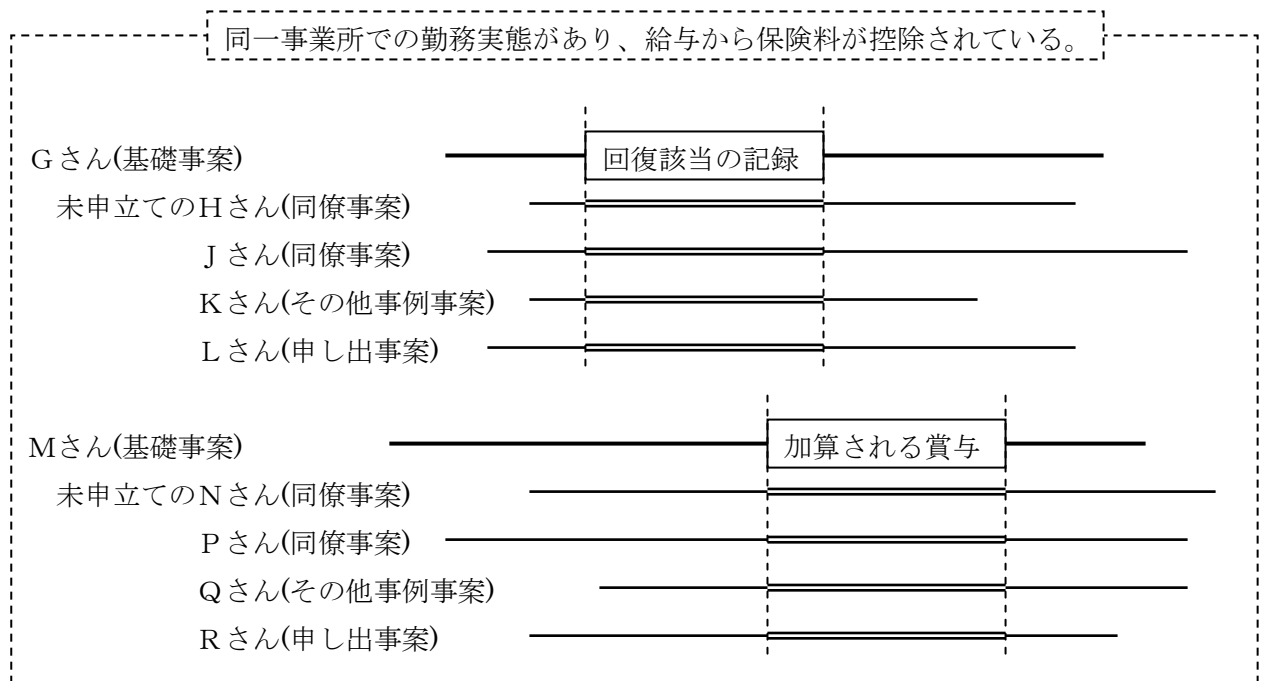 同一事業所での勤務実態があり、給与から保険料が控除されている。
Gさん(基礎事案)
回復該当の記録
未申立てのHさん(同僚事案)
Jさん(同僚事案)
Kさん(その他事例事案)
Lさん(申し出事案)
Mさん(基礎事案)
加算される賞与
未申立てのNさん(同僚事案)
Pさん(同僚事案)
Qさん(その他事例事案)
Rさん(申し出事案)